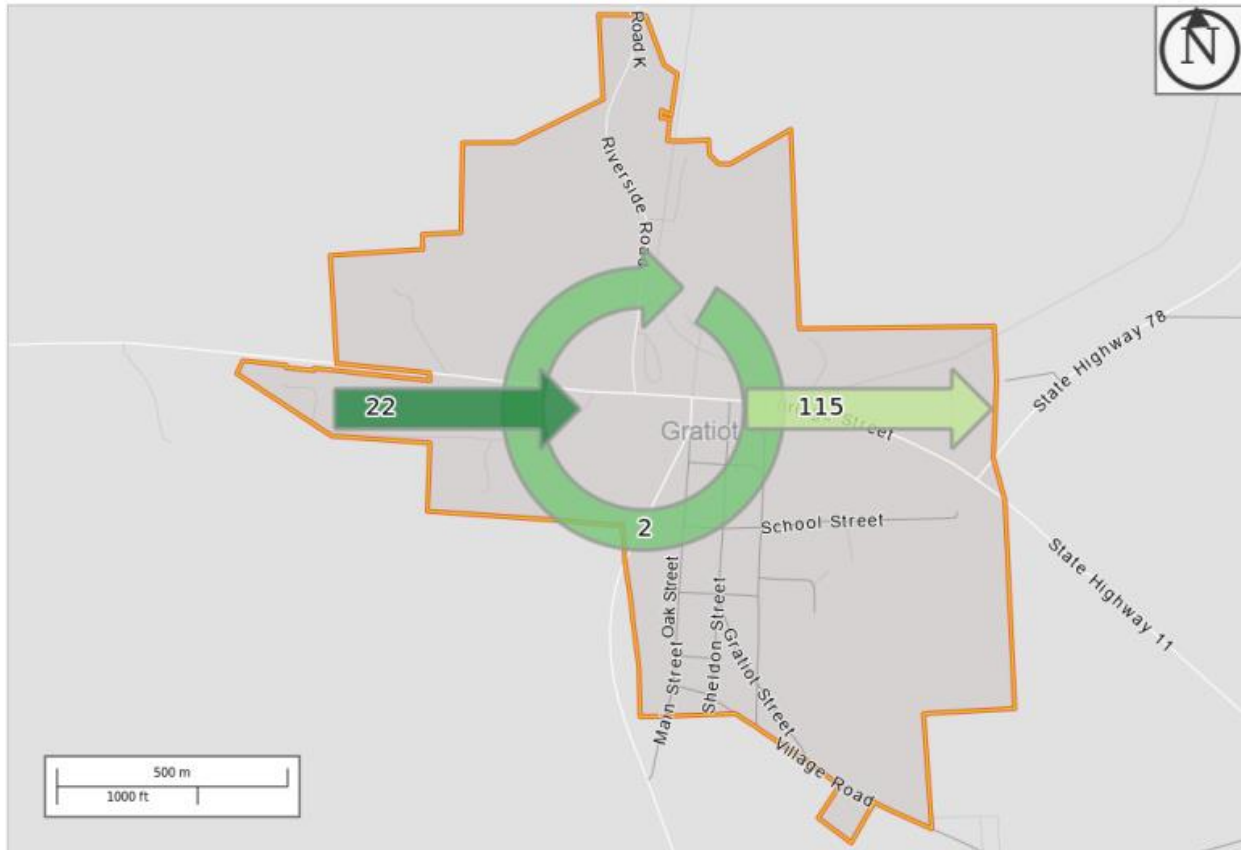 N
Road K
Riverside Road
State Highway 78
22
115
Street
Gratiot
2
School Street
State Highway 11
Oak Street
Sheldon Street
Gratiot Street
Main Street
Village Road
500 m
1000 ft